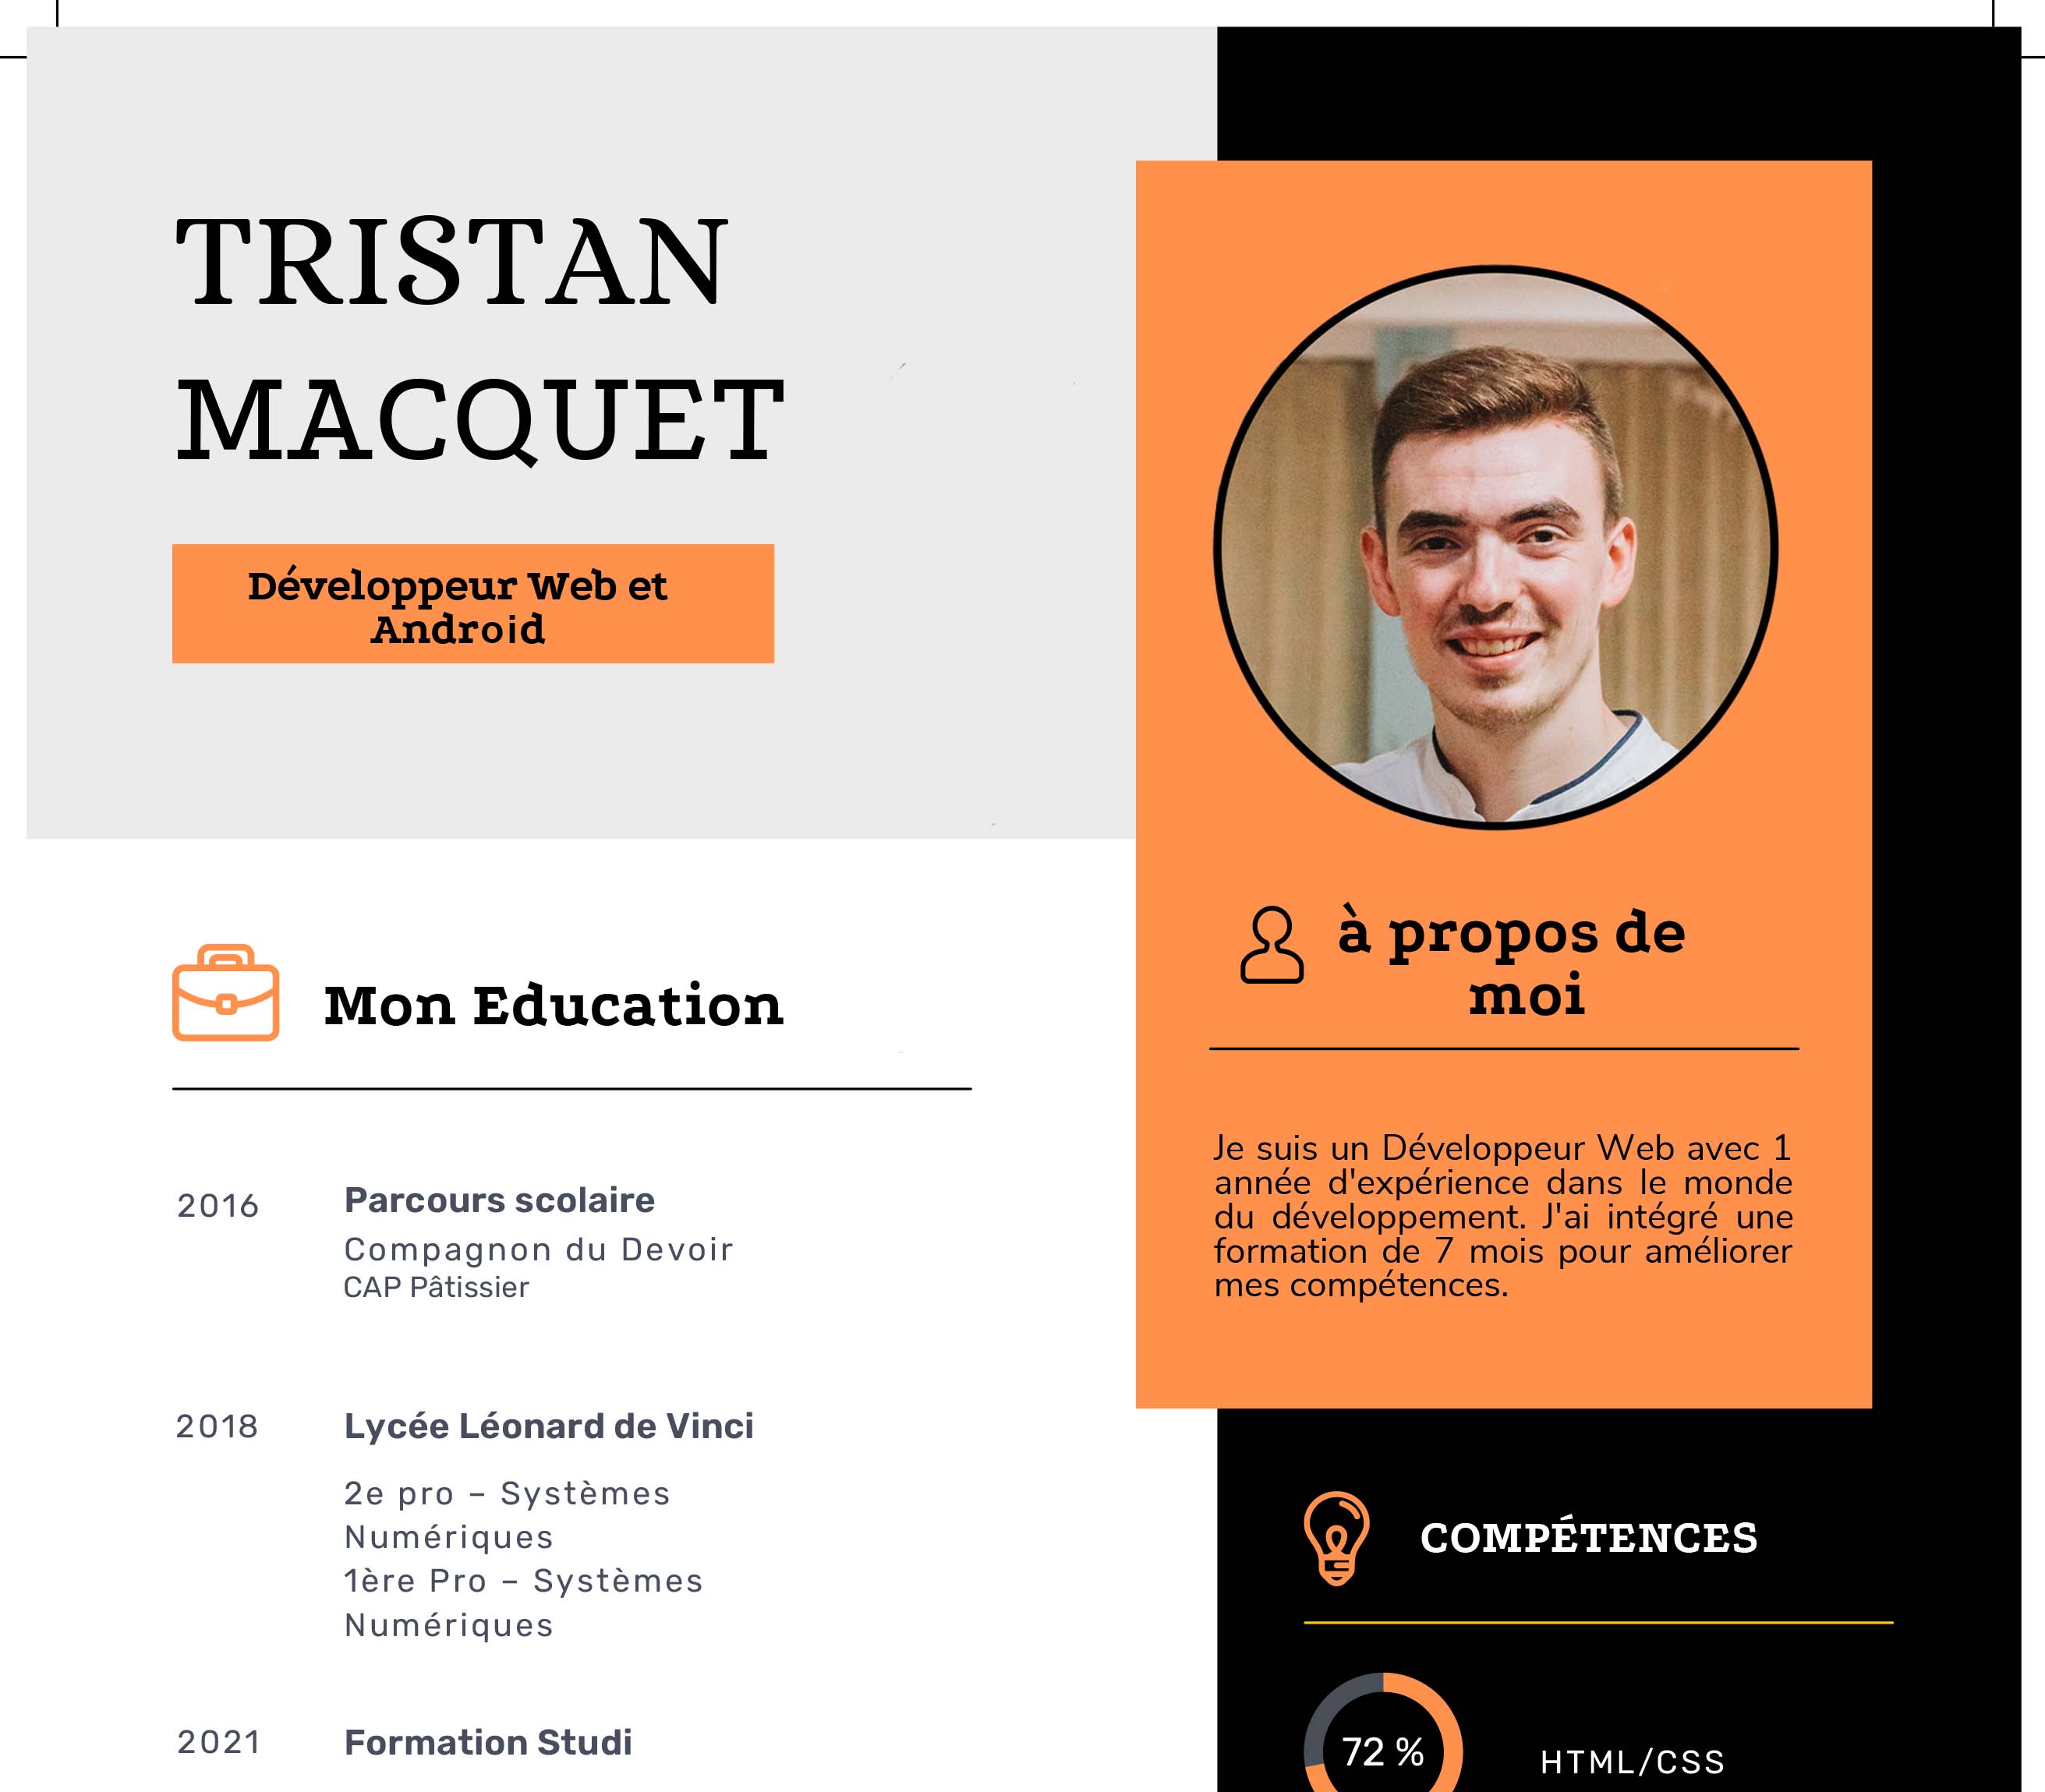 TRISTAN
MACQUET
Développeur Web et
Android
Mon Education
2016
Parcours scolaire
Compagnon du Devoir
CAP Pâtissier
2018
Lycée Léonard de Vinci
2e pro – Systèmes
Numériques
1ère Pro – Systèmes
Numériques
2021
Formation Studi
à propos de
moi
Je suis un Développeur Web avec 1
année d'expérience dans le monde
du développement. J'ai intégré une
formation de 7 mois pour améliorer
mes compétences.
COMPÉTENCES
72 %
HTML/CSS